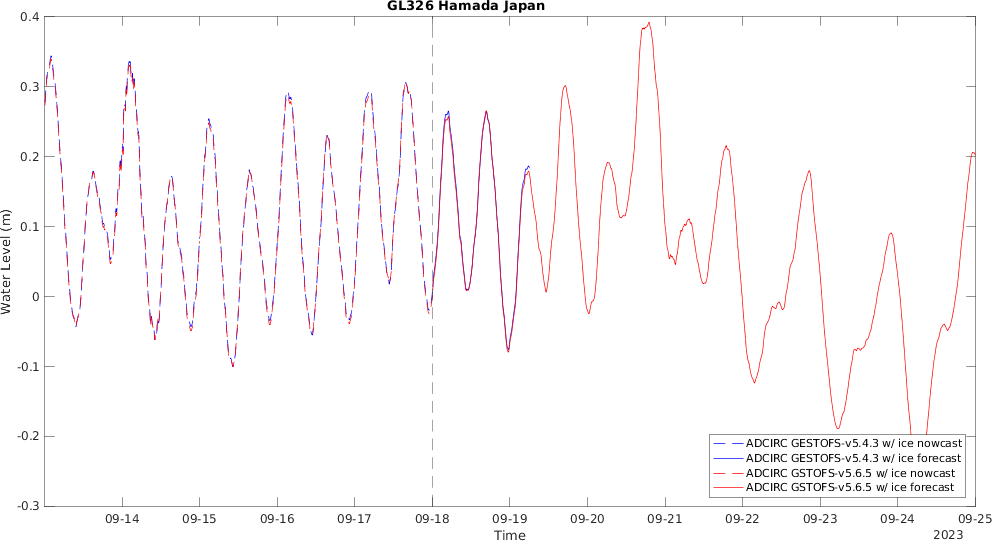 GL326 Hamada Japan
0.4
0.3
0.2
0.1
0
-0.1
-0.2
-0.3
Water Level (m)
09-14 09-15 09-16 09-17 09-18 09-19 09-20 09-21 09-22 09-23 09-24 09-25
Time
2023
ADCIRC GESTOFS-v5.4.3 w/ ice nowcast
ADCIRC GESTOFS-v5.4.3 w/ ice forecast
ADCIRC GSTOFS-v5.6.5 w/ ice nowcast
ADCIRC GSTOFS-v5.6.5 w/ ice forecast